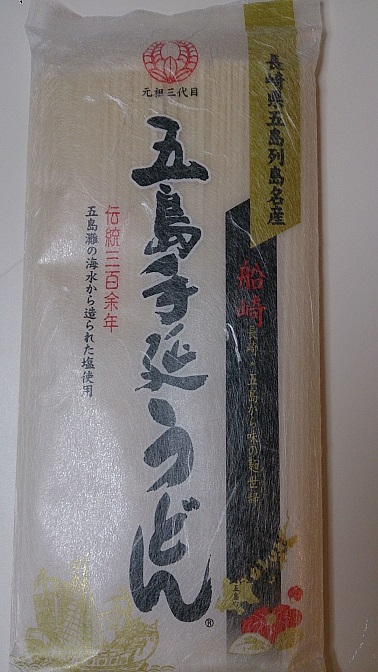 長崎県五島列島名産
元祖三代目
五島手延うどん
®
船崎
伝統三百余年
五島灘の海水から造られた塩使用